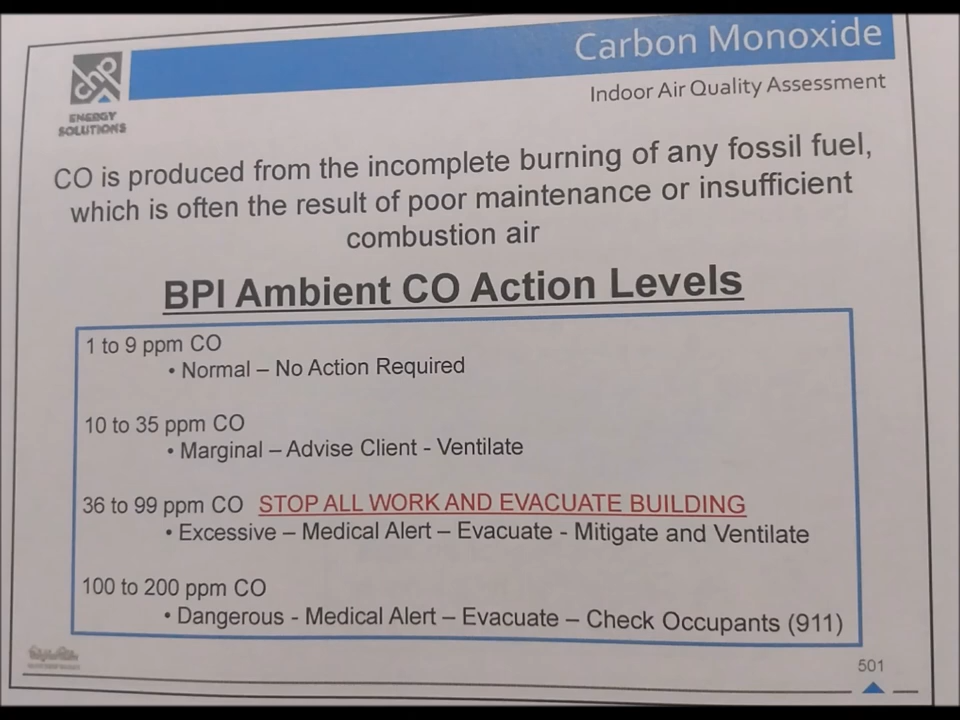 Carbon Monoxide
Indoor Air Quality Assessment
ENERGY
SOLUTIONS
CO is produced from the incomplete burning of any fossil fuel,
which is often the result of poor maintenance or insufficient
combustion air
BPI Ambient CO Action Levels
1 to 9 ppm CO
• Normal – No Action Required
10 to 35 ppm CO
• Marginal – Advise Client - Ventilate
36 to 99 ppm CO STOP ALL WORK AND EVACUATE BUILDING
• Excessive – Medical Alert – Evacuate - Mitigate and Ventilate
100 to 200 ppm CO
• Dangerous - Medical Alert – Evacuate – Check Occupants (911)
501